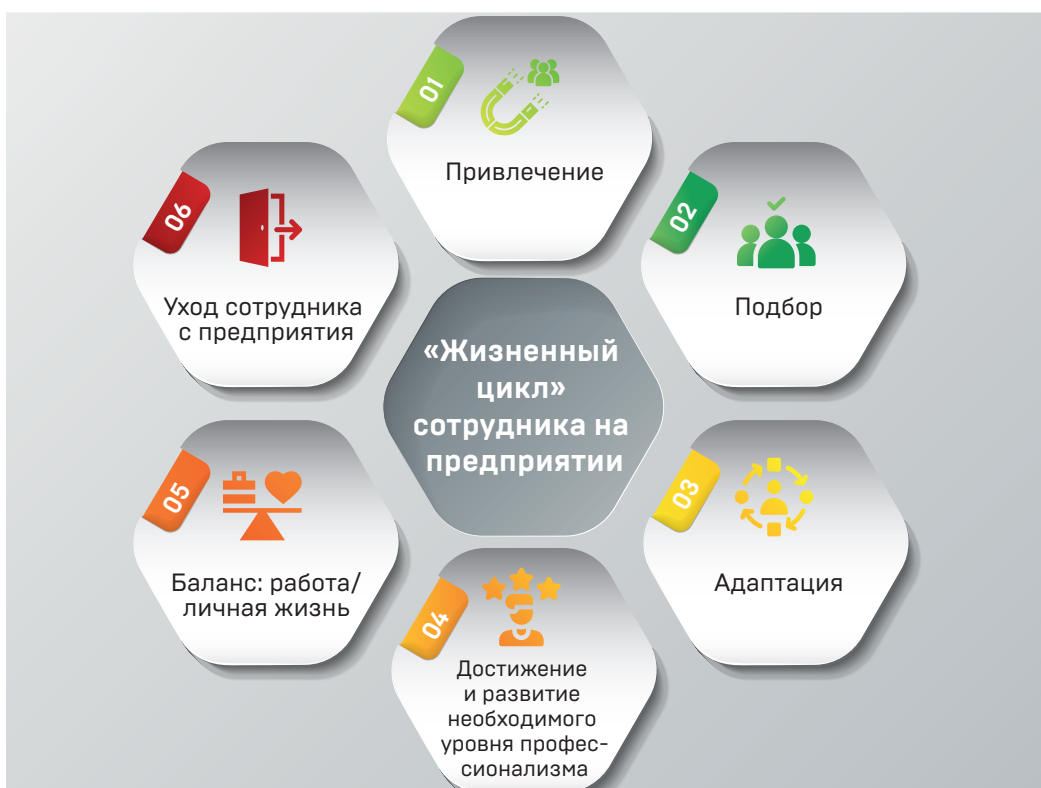 01
Привлечение
02
Подбор
03
Адаптация
04
Достижение
и развитие
необходимого
уровня профес-
сионализма
05
Баланс: работа/
личная жизнь
06
Уход сотрудника
с предприятия
«Жизненный
цикл»
сотрудника на
предприятии